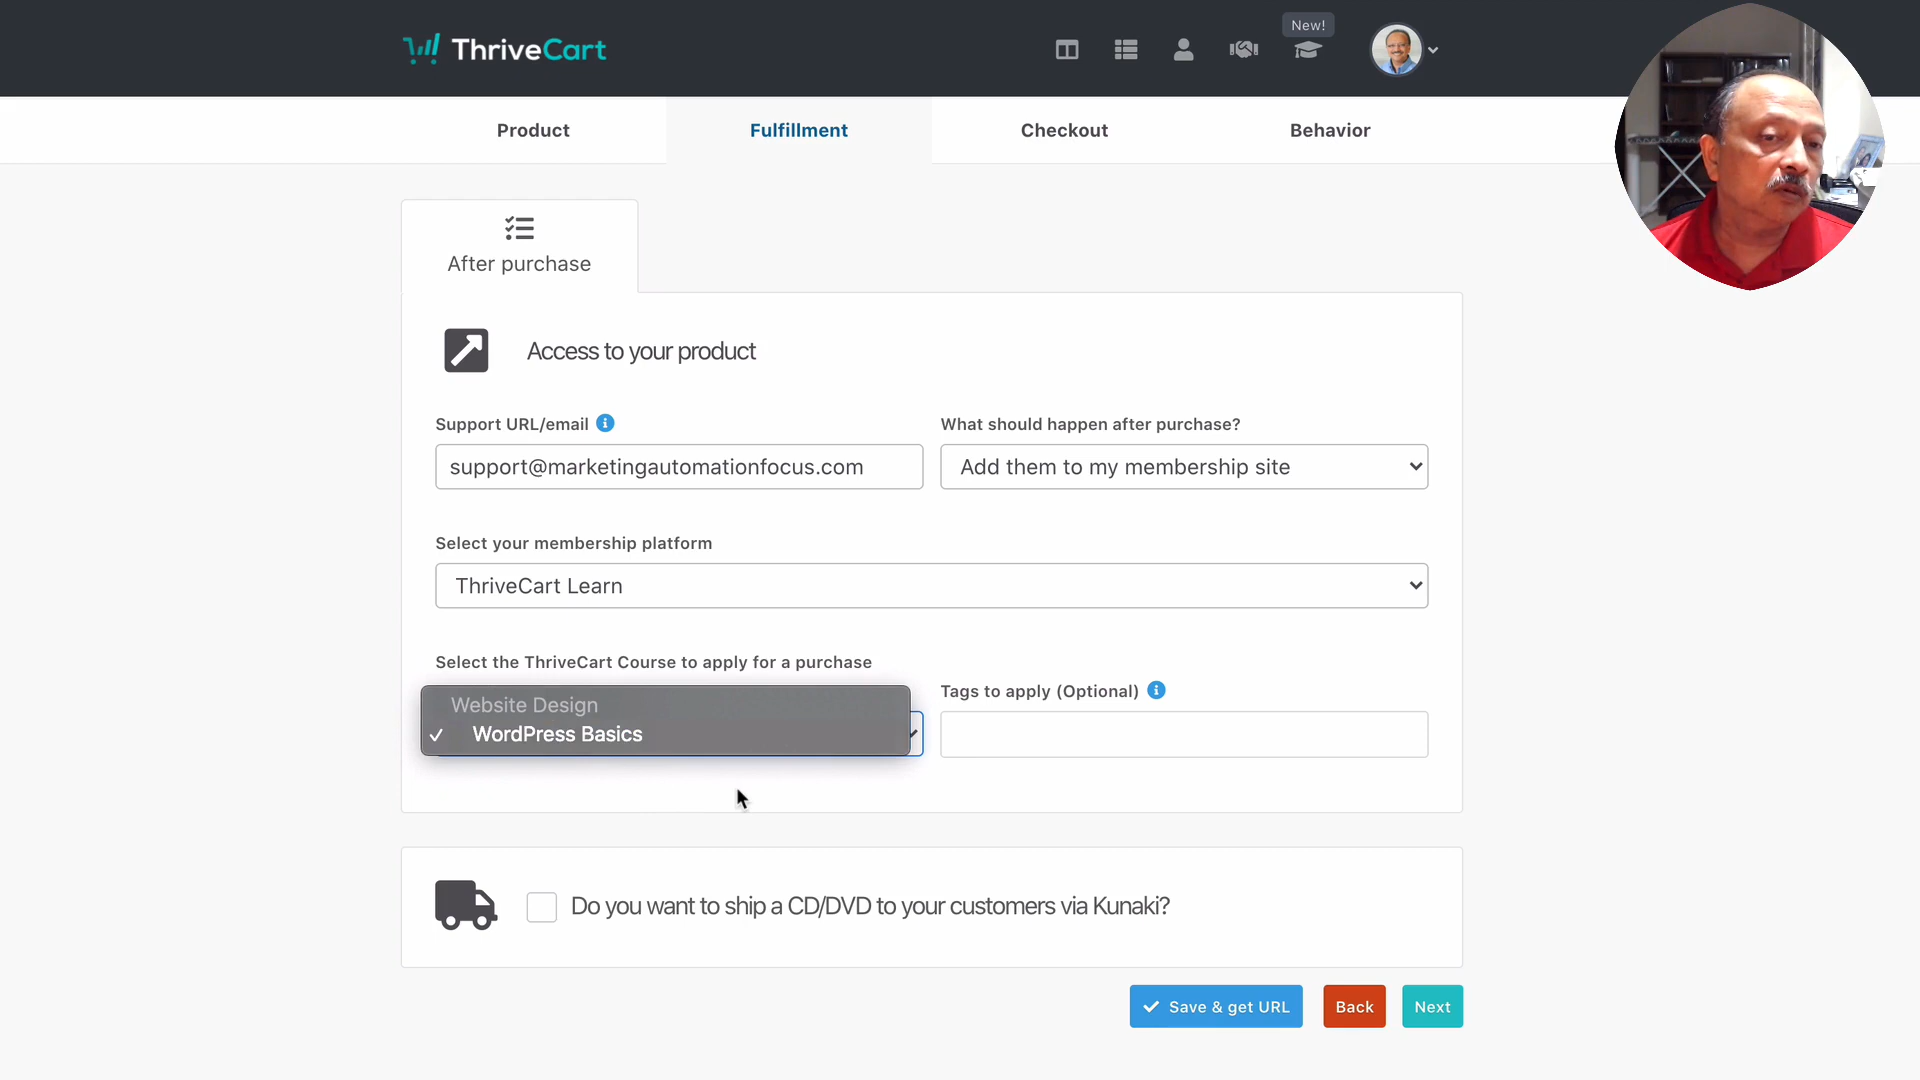 ThriveCart
New!
Product
Fulfillment
Checkout
Behavior
After purchase
Access to your product
Support URL/email
What should happen after purchase?
support@marketingautomationfocus.com
Add them to my membership site
Select your membership platform
ThriveCart Learn
Select the ThriveCart Course to apply for a purchase
Tags to apply (Optional)
Website Design
✓ WordPress Basics
Do you want to ship a CD/DVD to your customers via Kunaki?
Save & get URL
Back
Next